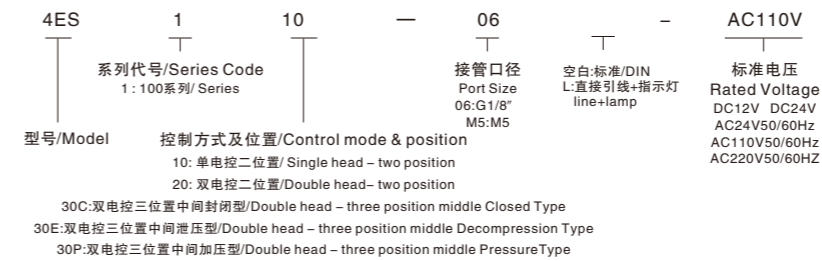 4ES 1 10 — 06 – AC110V
系列代号/Series Code
1 : 100系列/ Series
接管口径
Port Size
06:G1/8″
M5:M5
空白:标准/DIN
L:直接引线+指示灯
line+lamp
标准电压
Rated Voltage
DC12V DC24V
AC24V50/60Hz
AC110V50/60Hz
AC220V50/60HZ
型号/Model
控制方式及位置/Control mode & position
10: 单电控二位置/ Single head – two position
20: 双电控二位置/Double head– two position
30C:双电控三位置中间封闭型/Double head – three position middle Closed Type
30E:双电控三位置中间泄压型/Double head – three position middle Decompression Type
30P:双电控三位置中间加压型/Double head – three position middle PressureType